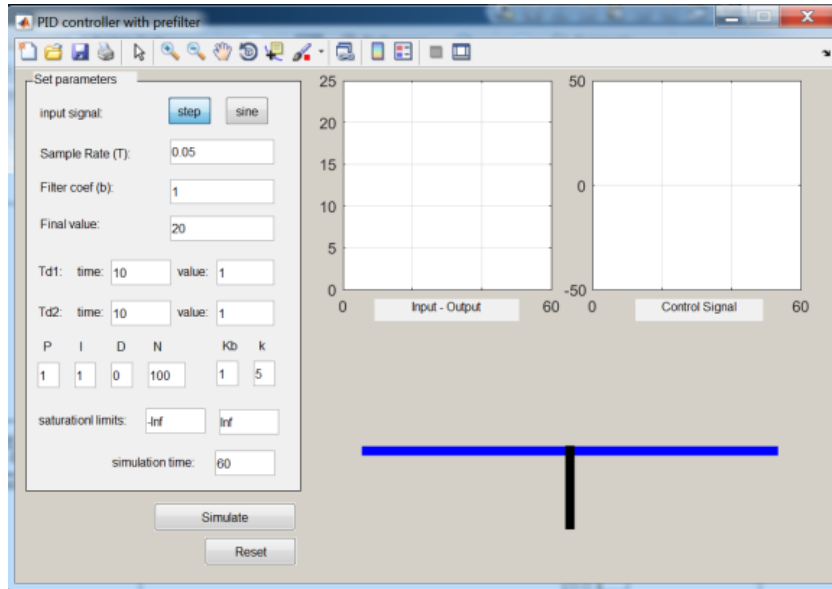 PID controller with prefilter
Set parameters
input signal: step sine
Sample Rate (T): 0.05
Filter coef (b): 1
Final value: 20
Td1: time: 10 value: 1
Td2: time: 10 value: 1
P I D N Kb k
1 1 0 100 1 5
saturationl limits: -Inf Inf
simulation time: 60
Simulate
Reset
25
20
15
10
5
0
0 Input - Output 60
50
0
-50
0 Control Signal 60